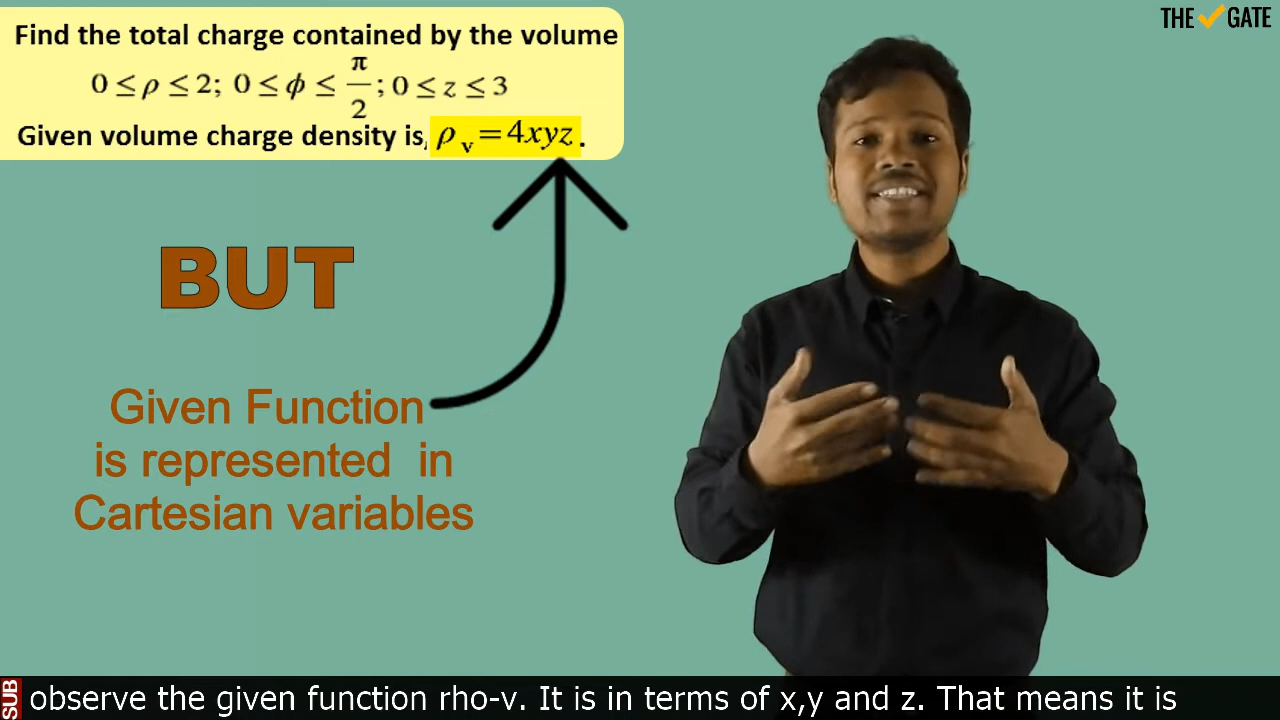 THE GATE
Find the total charge contained by the volume
0 ≤ ρ ≤ 2; 0 ≤ ϕ ≤ π/2; 0 ≤ z ≤ 3
Given volume charge density is, ρ_v = 4xyz.
BUT
Given Function
is represented in
Cartesian variables
SUB
observe the given function rho-v. It is in terms of x,y and z. That means it is